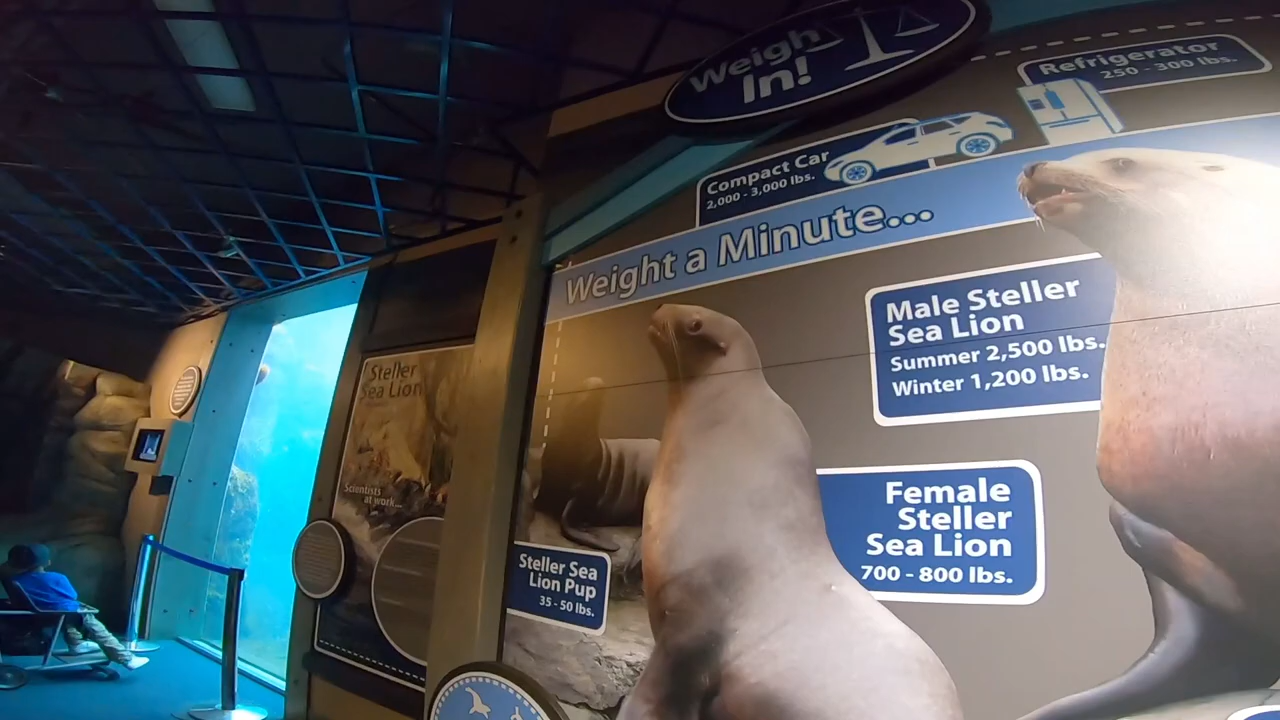 Weigh
In!
Refrigerator
250 - 300 lbs.
Compact Car
2,000 - 3,000 lbs.
Weight a Minute...
Male Steller
Sea Lion
Summer 2,500 lbs.
Winter 1,200 lbs.
Female
Steller
Sea Lion
700 - 800 lbs.
Steller Sea
Lion Pup
35 - 50 lbs.
Steller
Sea Lion
Scientists
at work...